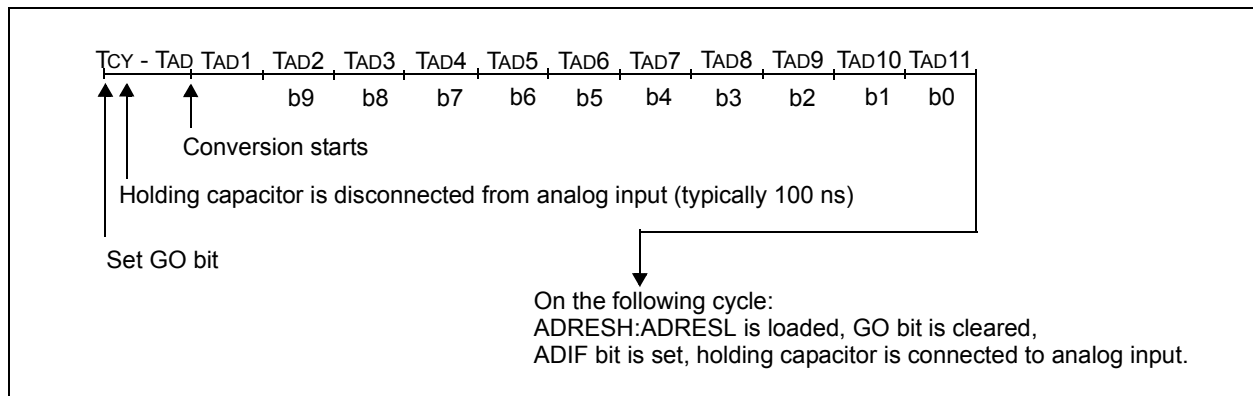 TCY - TAD TAD1 TAD2 TAD3 TAD4 TAD5 TAD6 TAD7 TAD8 TAD9 TAD10 TAD11
b9 b8 b7 b6 b5 b4 b3 b2 b1 b0
Conversion starts
Holding capacitor is disconnected from analog input (typically 100 ns)
Set GO bit
On the following cycle:
ADRESH:ADRESL is loaded, GO bit is cleared,
ADIF bit is set, holding capacitor is connected to analog input.